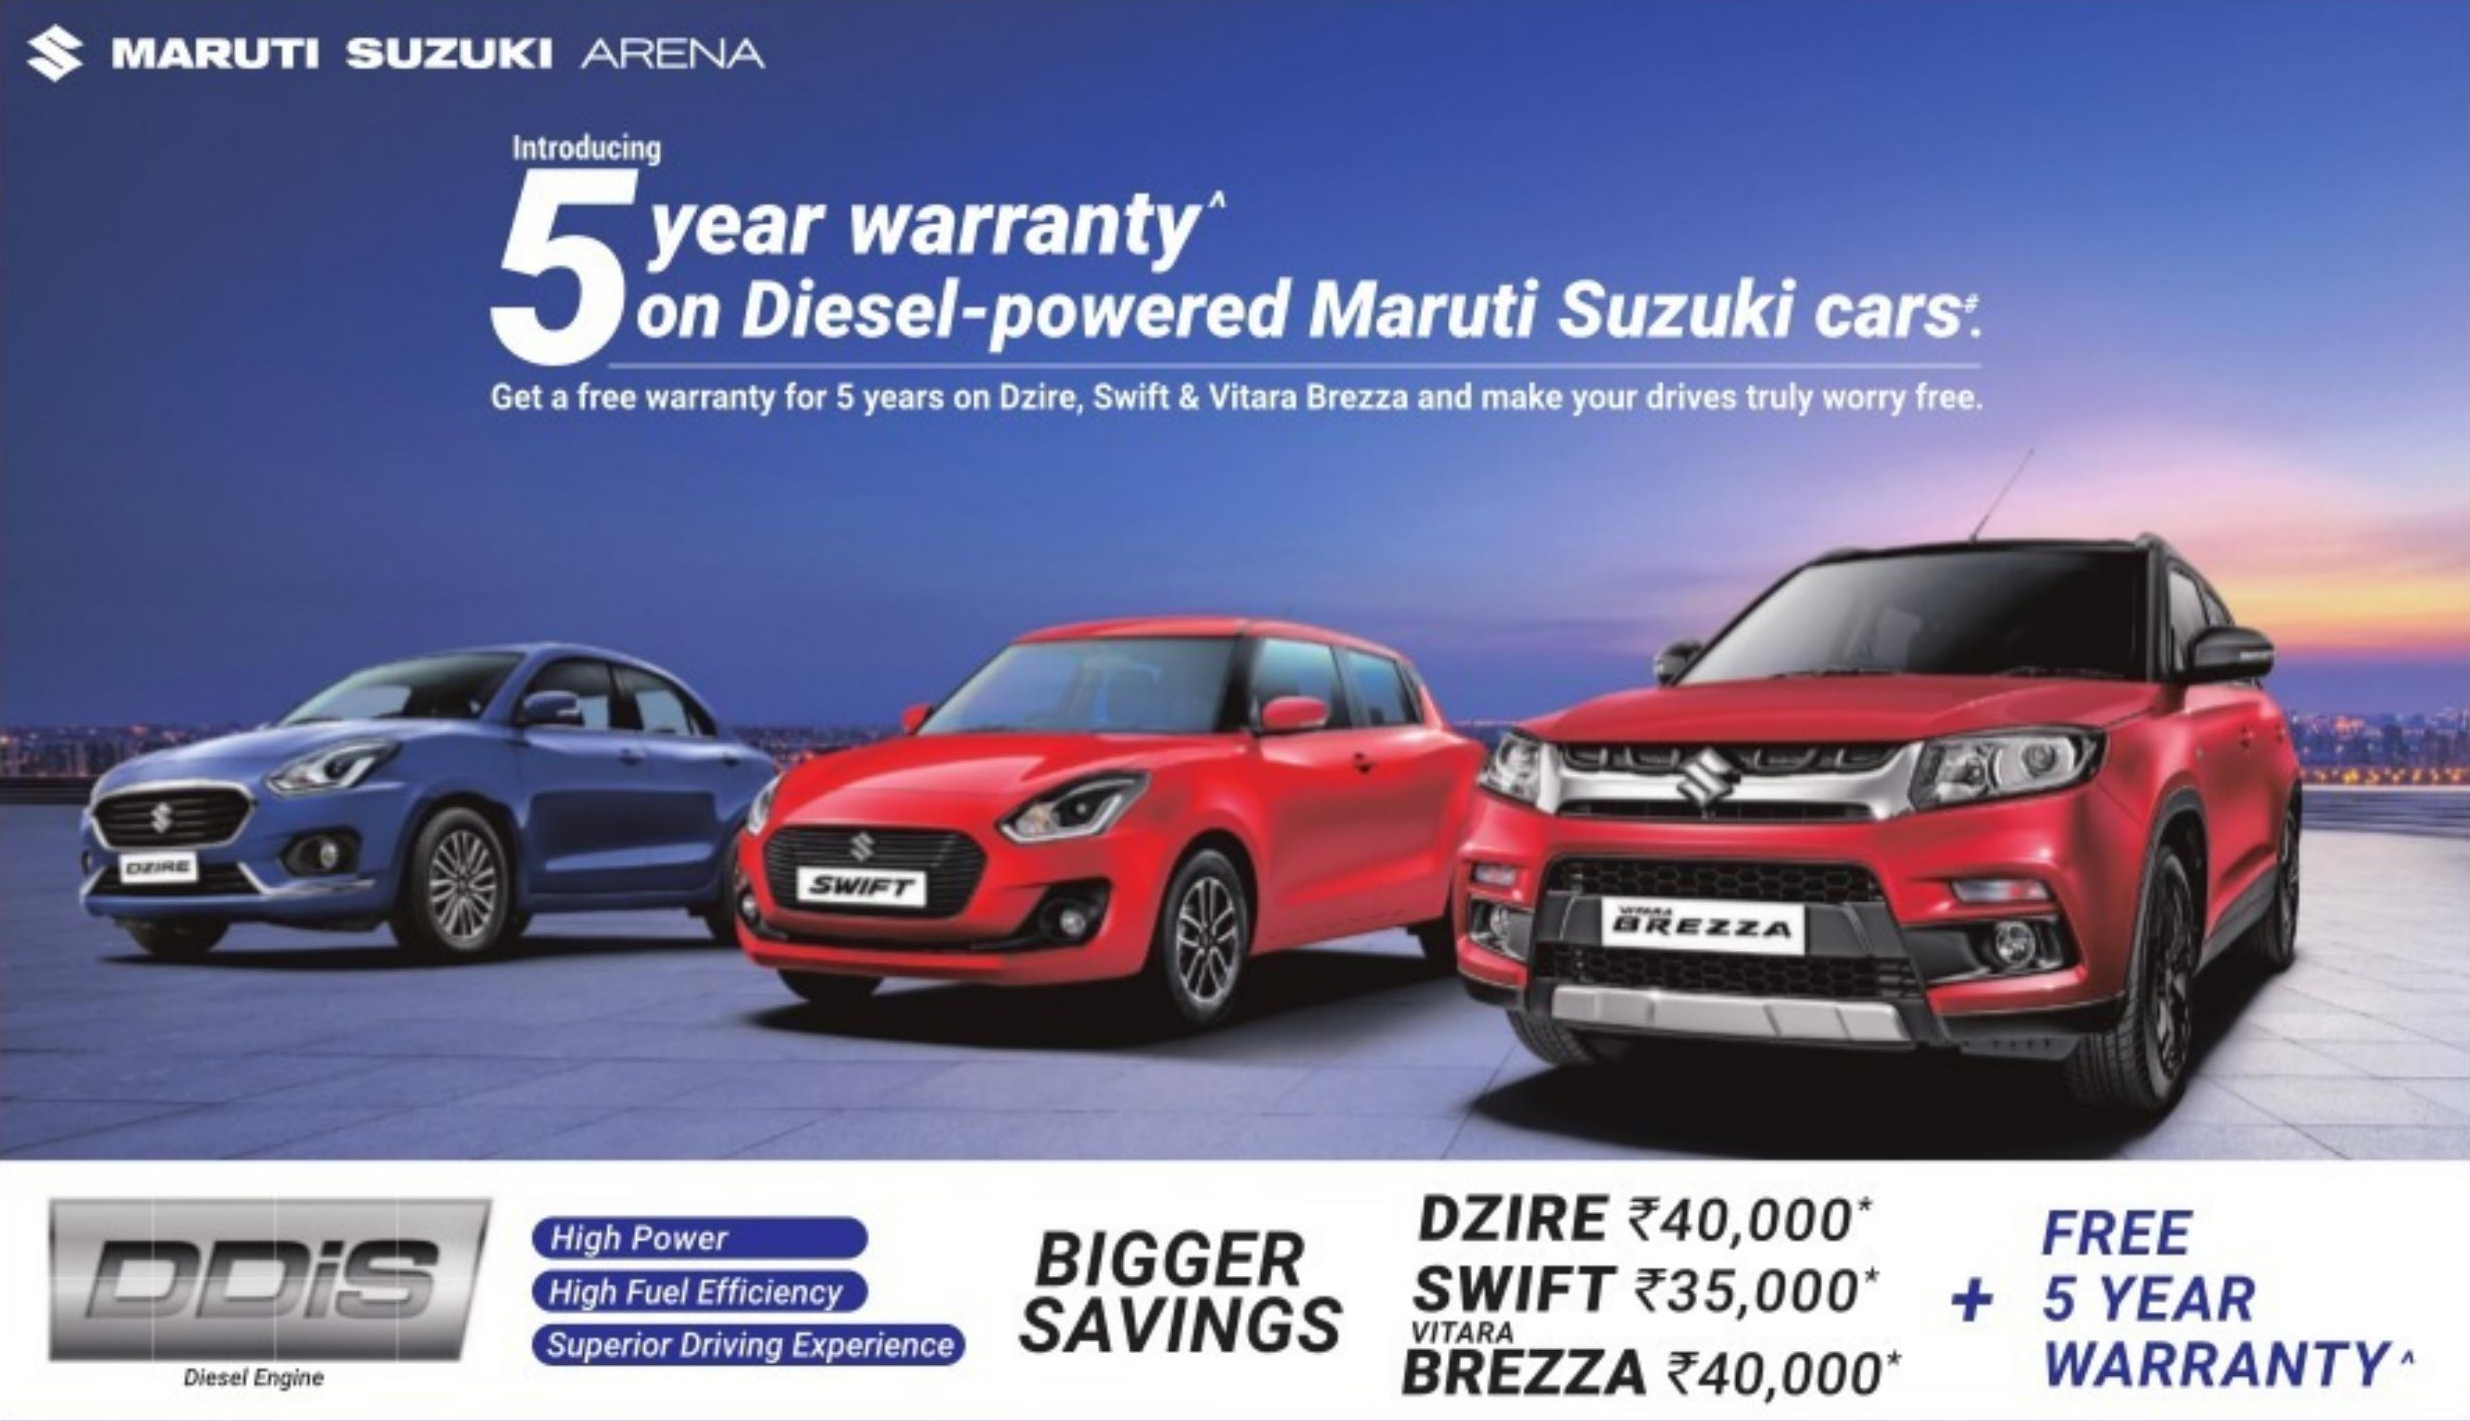 MARUTI SUZUKI ARENA
Introducing
5 year warranty^
on Diesel-powered Maruti Suzuki cars#.
Get a free warranty for 5 years on Dzire, Swift & Vitara Brezza and make your drives truly worry free.
DZIRE
SWIFT
VITARA
BREZZA
DDiS
Diesel Engine
High Power
High Fuel Efficiency
Superior Driving Experience
BIGGER
SAVINGS
DZIRE ₹40,000*
SWIFT ₹35,000*
VITARA
BREZZA ₹40,000*
+
FREE
5 YEAR
WARRANTY^